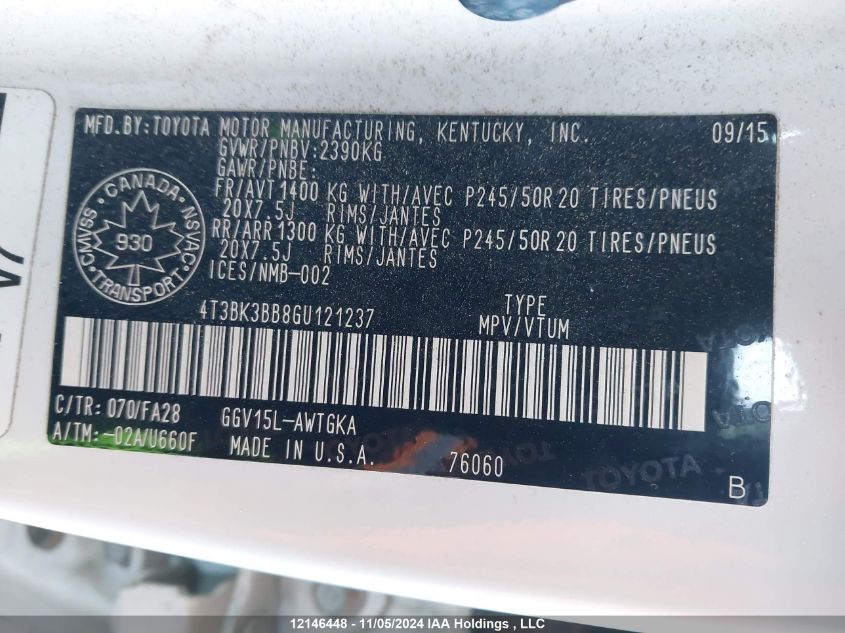 MFD.BY:TOYOTA MOTOR MANUFACTURING, KENTUCKY, INC. 09/15
GVWR/PNBV:2390KG
GAWR/PNBE:
FR/AVT 1400 KG WITH/AVEC P245/50R20 TIRES/PNEUS
20X7.5J RIMS/JANTES
RR/ARR 1300 KG WITH/AVEC P245/50R20 TIRES/PNEUS
20X7.5J RIMS/JANTES
ICES/NMB-002
CANADA
CMVSS NSVAC
930
TRANSPORT
4T3BK3BB8GU121237 TYPE
MPV/VTUM
C/TR: 070/FA28 GGV15L-AWTGKA
A/TM: -02A/U660F MADE IN U.S.A. 76060
TOYOTA
B
12146448 - 11/05/2024 IAA Holdings , LLC